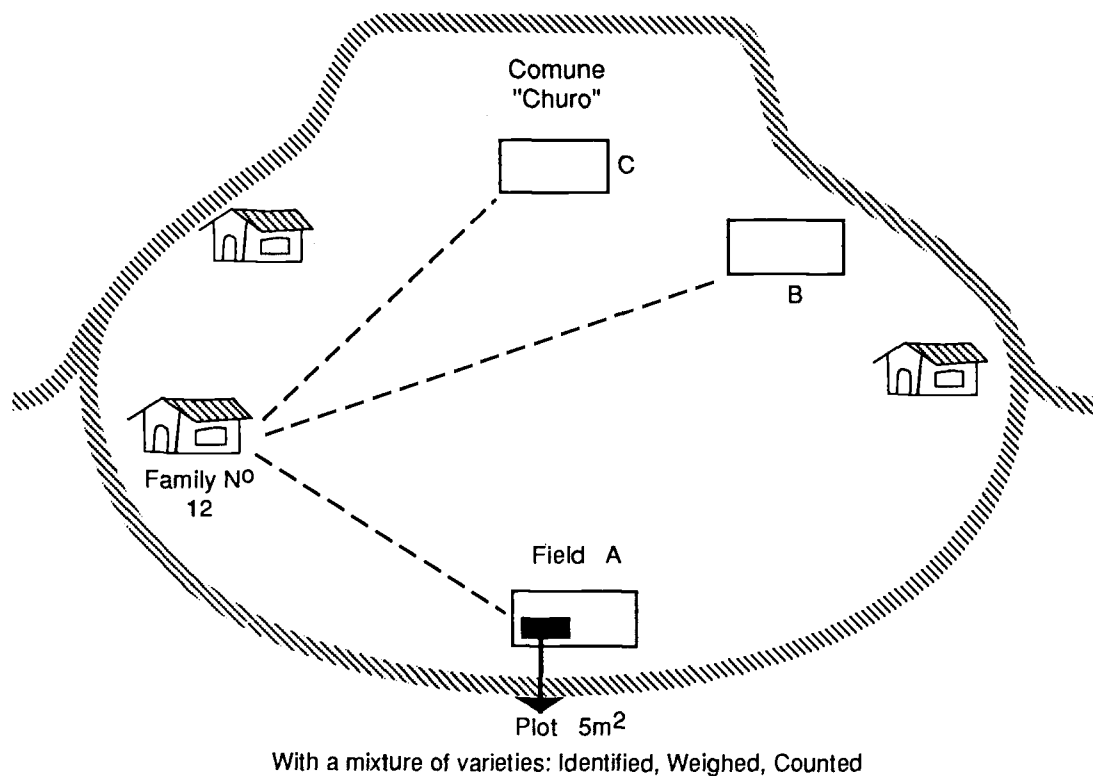 Comune
"Churo"
C
B
Family Nº
12
Field A
Plot 5m²
With a mixture of varieties: Identified, Weighed, Counted